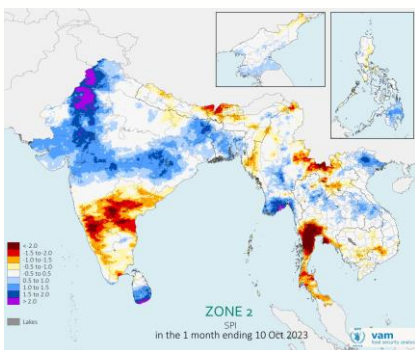 < 2.0
-1.5 to -2.0
-1.0 to -1.5
-0.5 to -1.0
-0.5 to 0.5
0.5 to 1.0
1.0 to 1.5
1.5 to 2.0
> 2.0
Lakes
ZONE 2
SPI
in the 1 month ending 10 Oct 2023
vam
food security analysis